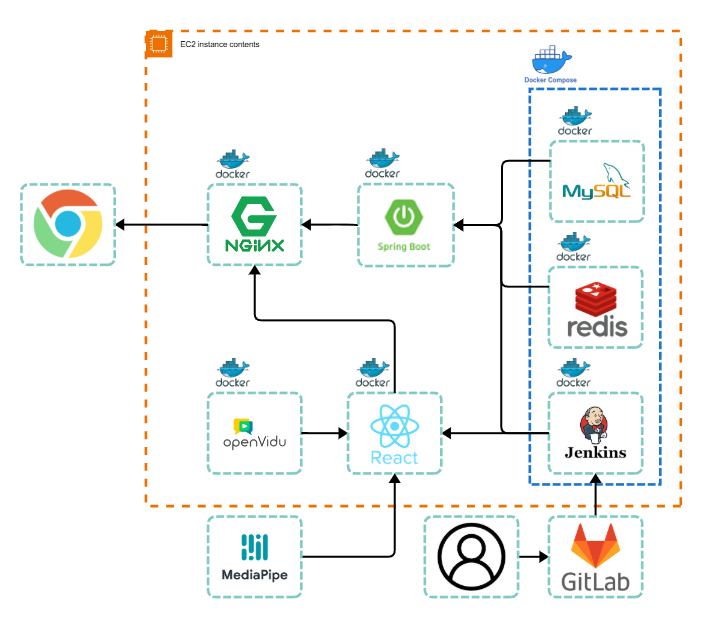 EC2 instance contents
Docker Compose
docker
MySQL
docker
docker
NGINX
Spring Boot
docker
redis
docker
docker
docker
openVidu
React
Jenkins
MediaPipe
GitLab